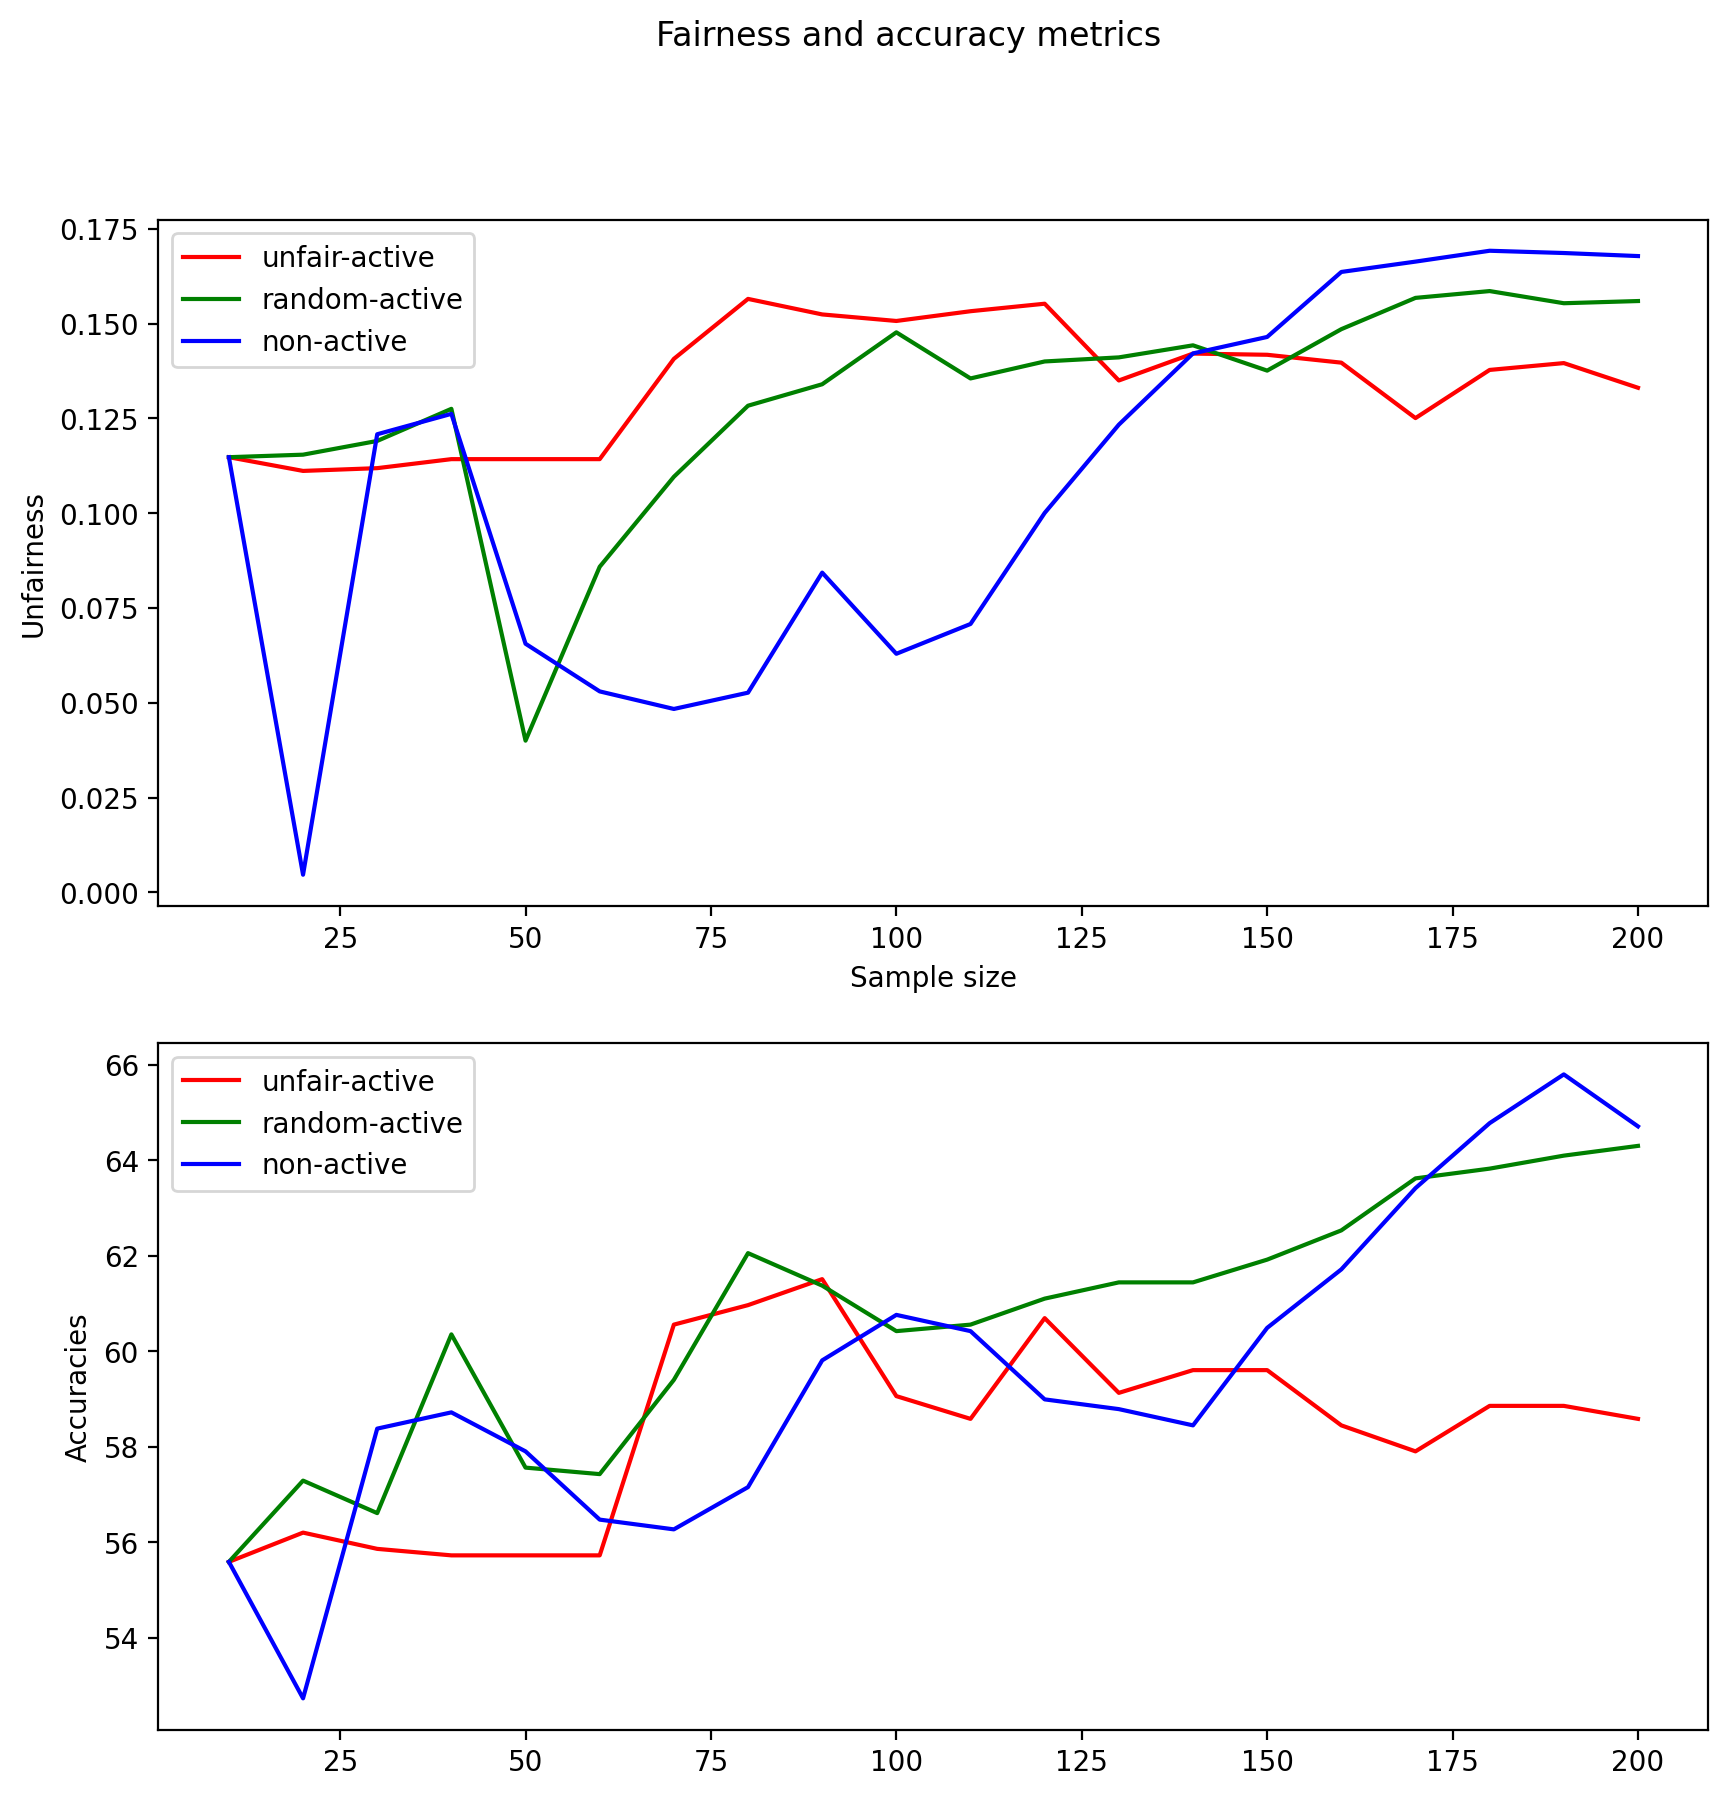 Fairness and accuracy metrics
0.175
0.150
0.125
0.100
0.075
0.050
0.025
0.000
Unfairness
unfair-active
random-active
non-active
25 50 75 100 125 150 175 200
Sample size
66
64
62
60
58
56
54
Accuracies
unfair-active
random-active
non-active
25 50 75 100 125 150 175 200